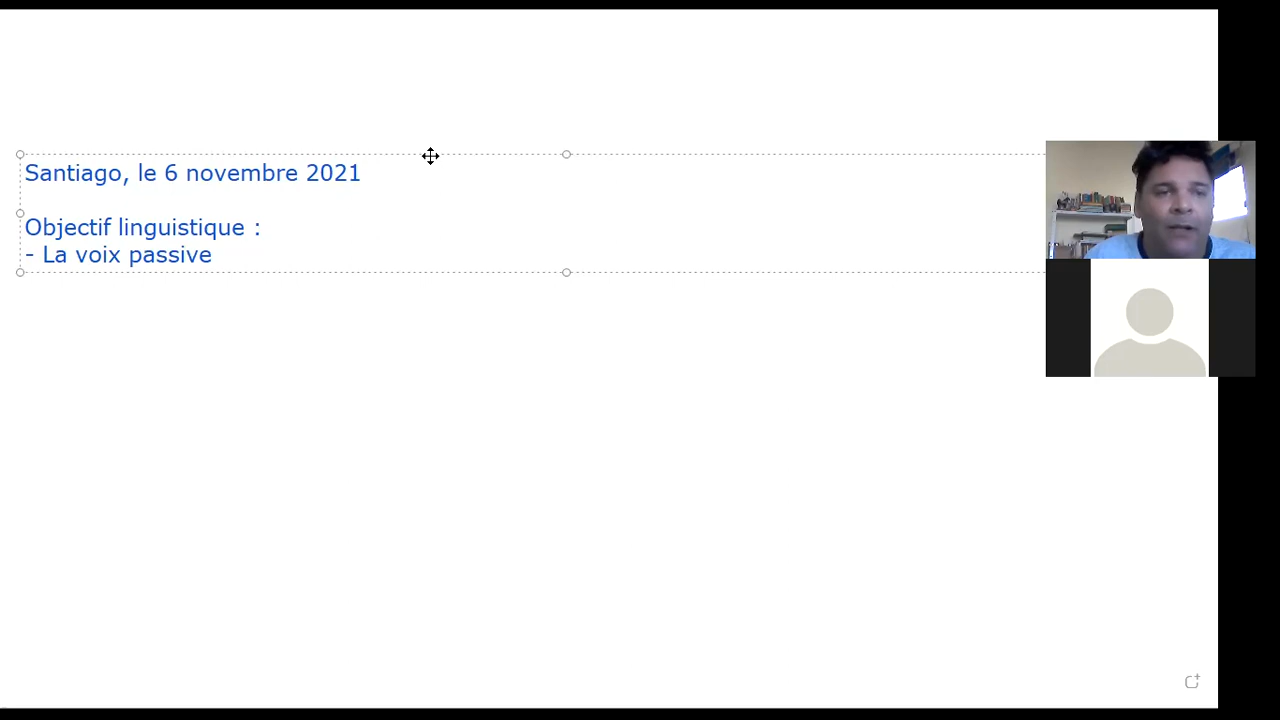 Santiago, le 6 novembre 2021
Objectif linguistique :
- La voix passive